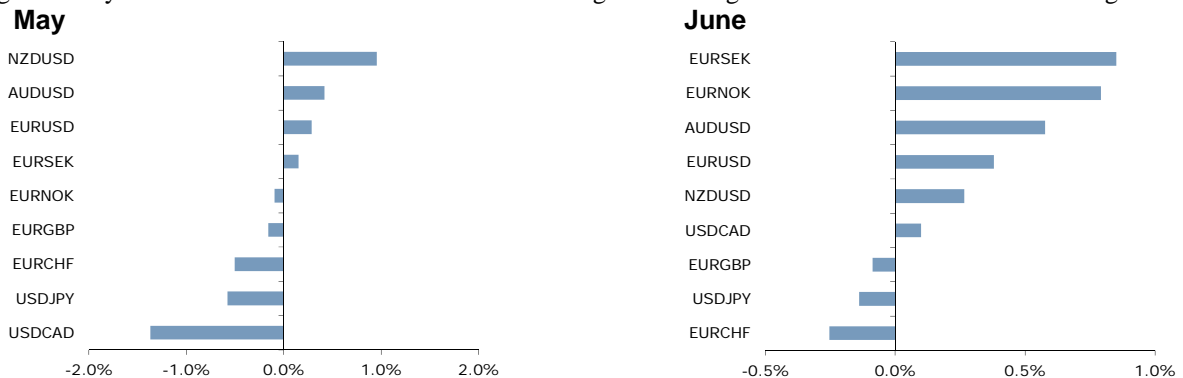 May
NZDUSD
AUDUSD
EURUSD
EURSEK
EURNOK
EURGBP
EURCHF
USDJPY
USDCAD
-2.0% -1.0% 0.0% 1.0% 2.0%
June
EURSEK
EURNOK
AUDUSD
EURUSD
NZDUSD
USDCAD
EURGBP
USDJPY
EURCHF
-0.5% 0.0% 0.5% 1.0%